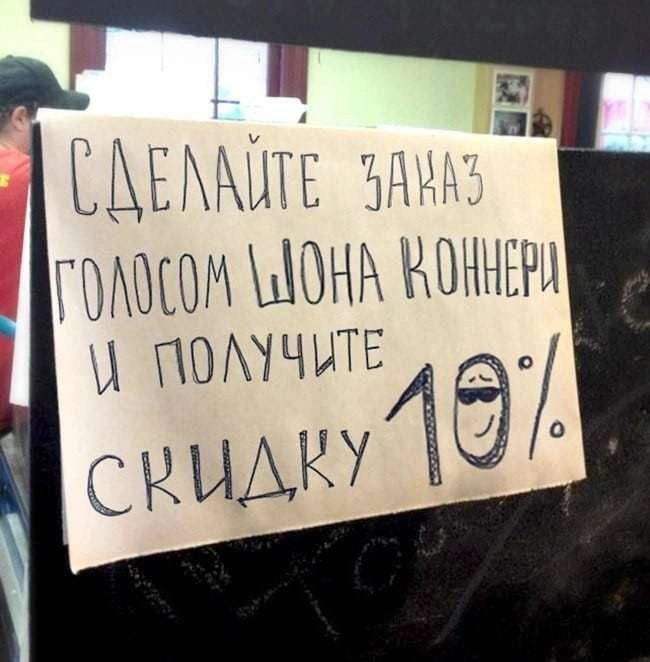 СДЕЛАЙТЕ ЗАКАЗ
ГОЛОСОМ ШОНА КОННЕРИ
И ПОЛУЧИТЕ
СКИДКУ 10%